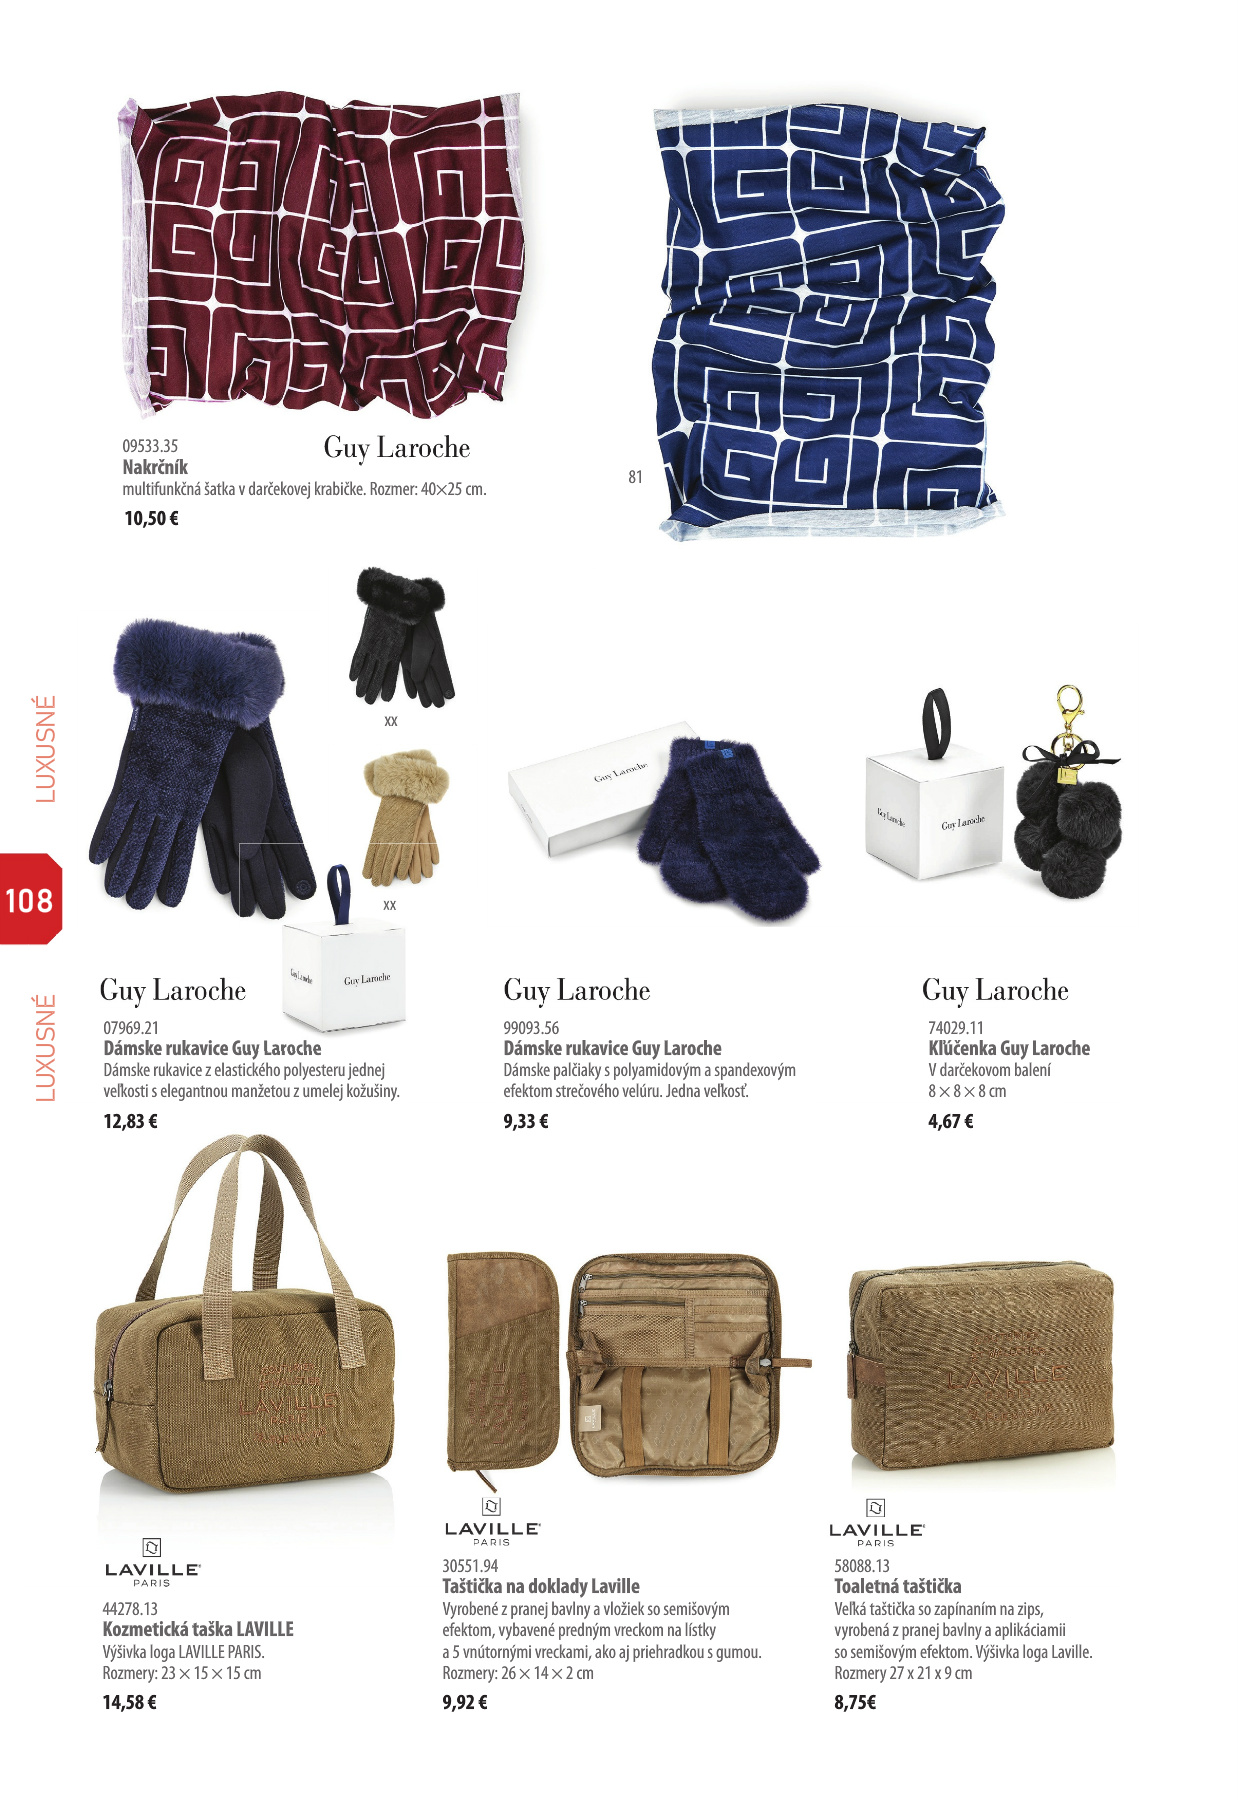 09533.35
Guy Laroche
Nakrčník
multifunkčná šatka v darčekovej krabičke. Rozmer: 40×25 cm.
10,50 €
81
xx
xx
LUXUSNÉ
108
LUXUSNÉ
Guy Laroche
Guy Laroche
Guy Laroche
Guy Laroche
Guy Laroche
Guy Laroche
07969.21
Dámske rukavice Guy Laroche
Dámske rukavice z elastického polyesteru jednej
veľkosti s elegantnou manžetou z umelej kožušiny.
12,83 €
Guy Laroche
99093.56
Dámske rukavice Guy Laroche
Dámske palčiaky s polyamidovým a spandexovým
efektom strečového velúru. Jedna veľkosť.
9,33 €
Guy Laroche
74029.11
Kľúčenka Guy Laroche
V darčekovom balení
8 × 8 × 8 cm
4,67 €
LAVILLE
PARIS
LAVILLE
LAVILLE®
PARIS
44278.13
Kozmetická taška LAVILLE
Výšivka loga LAVILLE PARIS.
Rozmery: 23 × 15 × 15 cm
14,58 €
LAVILLE®
PARIS
30551.94
Taštička na doklady Laville
Vyrobené z pranej bavlny a vložiek so semišovým
efektom, vybavené predným vreckom na lístky
a 5 vnútornými vreckami, ako aj priehradkou s gumou.
Rozmery: 26 × 14 × 2 cm
9,92 €
LAVILLE®
PARIS
58088.13
Toaletná taštička
Veľká taštička so zapínaním na zips,
vyrobená z pranej bavlny a aplikáciamii
so semišovým efektom. Výšivka loga Laville.
Rozmery 27 x 21 x 9 cm
8,75€